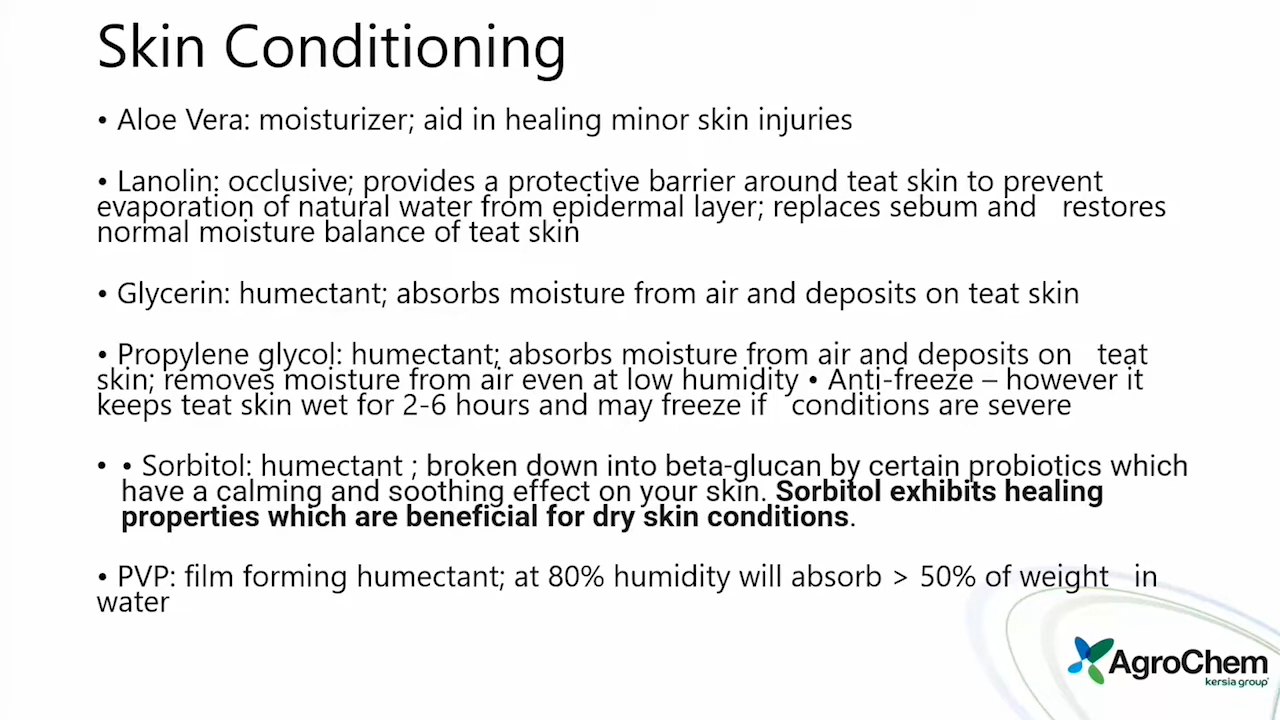 Skin Conditioning
• Aloe Vera: moisturizer; aid in healing minor skin injuries
• Lanolin: occlusive; provides a protective barrier around teat skin to prevent
evaporation of natural water from epidermal layer; replaces sebum and restores
normal moisture balance of teat skin
• Glycerin: humectant; absorbs moisture from air and deposits on teat skin
• Propylene glycol: humectant; absorbs moisture from air and deposits on teat
skin; removes moisture from air even at low humidity • Anti-freeze – however it
keeps teat skin wet for 2-6 hours and may freeze if conditions are severe
• • Sorbitol: humectant ; broken down into beta-glucan by certain probiotics which
have a calming and soothing effect on your skin. Sorbitol exhibits healing
properties which are beneficial for dry skin conditions.
• PVP: film forming humectant; at 80% humidity will absorb > 50% of weight in
water
AgroChem
kersia group